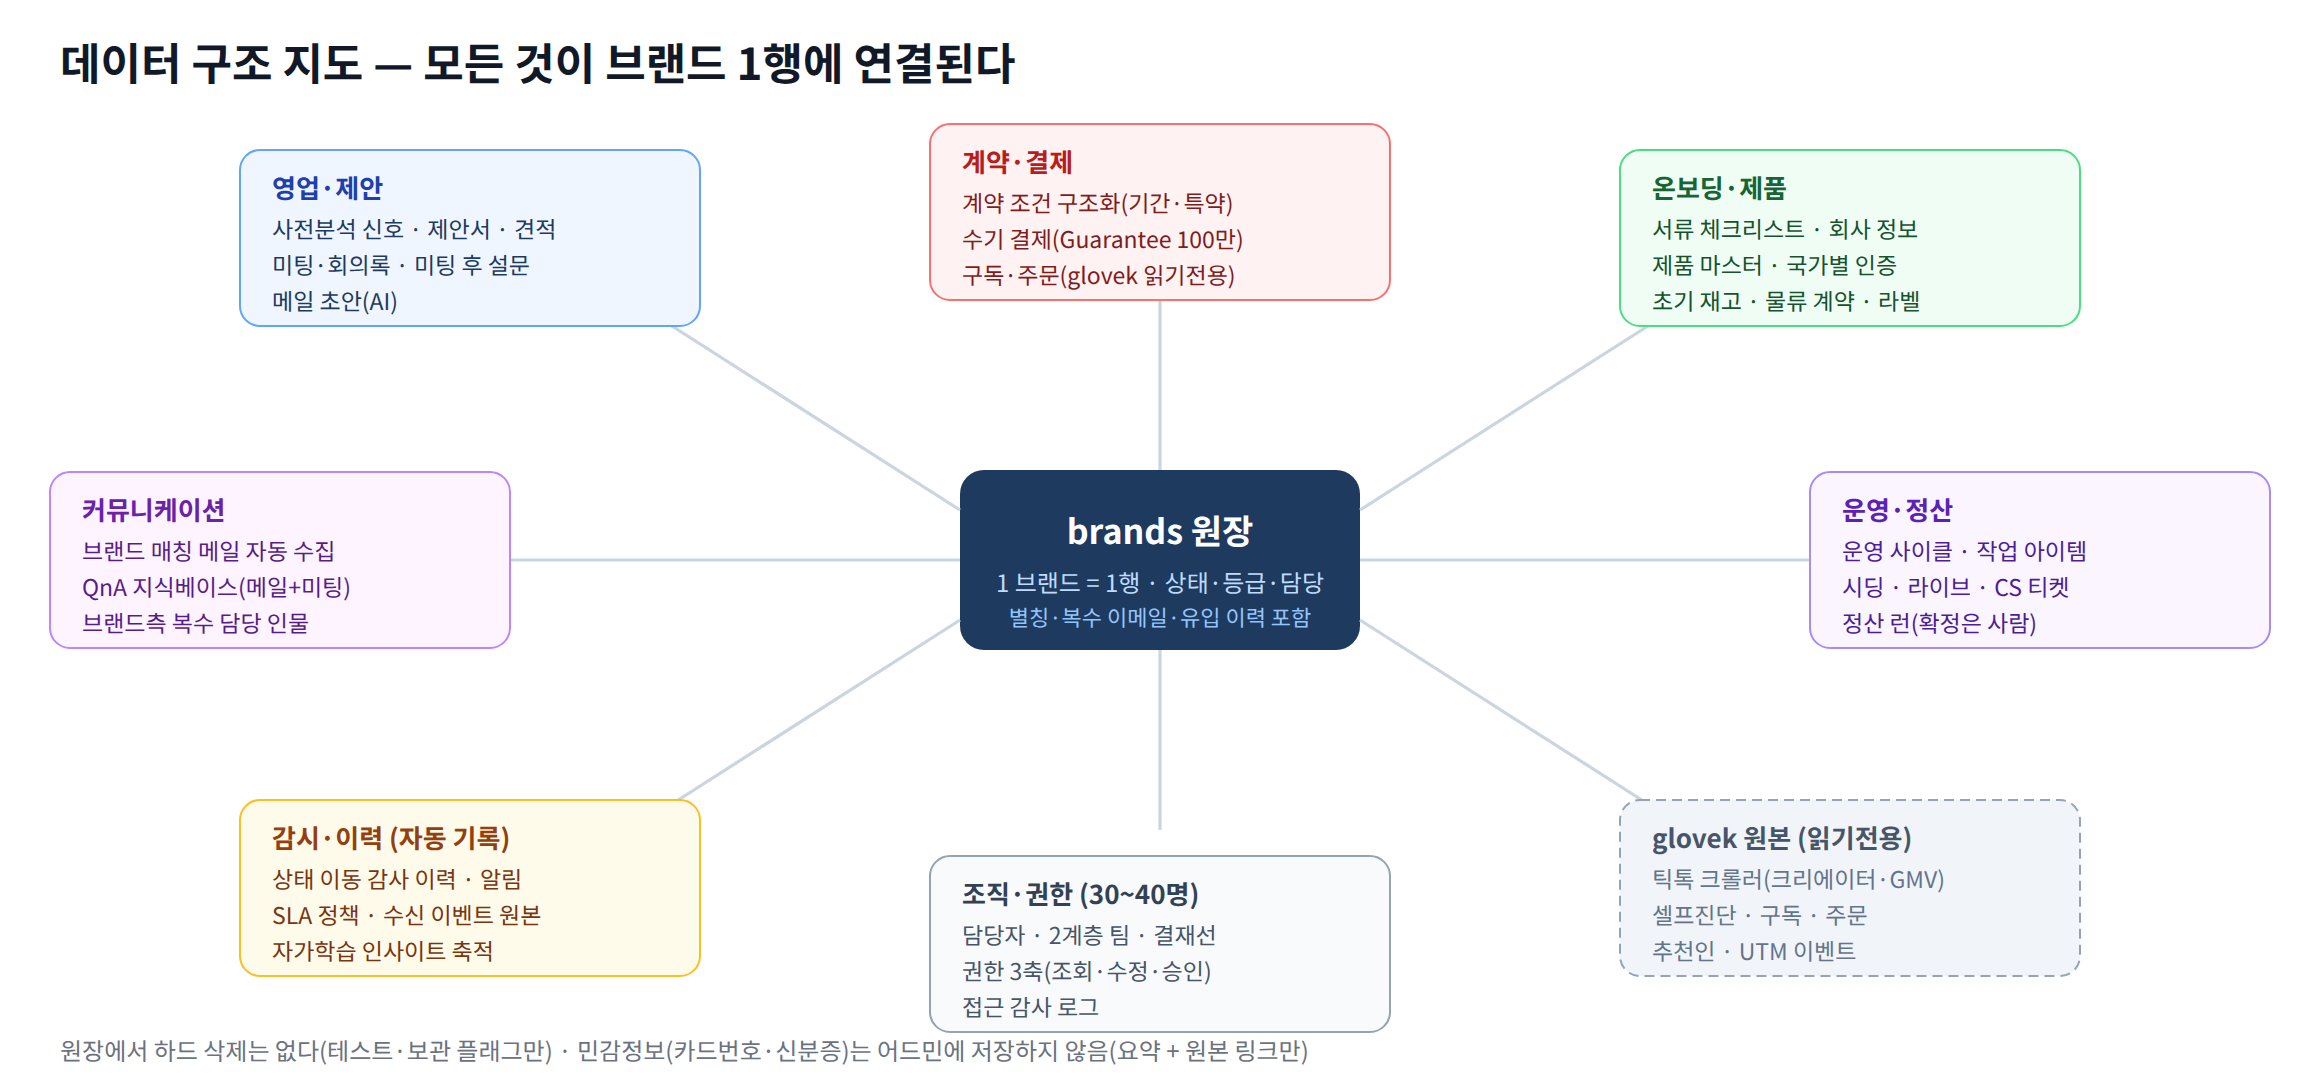 데이터 구조 지도 — 모든 것이 브랜드 1행에 연결된다
계약·결제
계약 조건 구조화(기간·특약)
수기 결제(Guarantee 100만)
구독·주문(glovek 읽기전용)
영업·제안
사전분석 신호 · 제안서 · 견적
미팅·회의록 · 미팅 후 설문
메일 초안(AI)
온보딩·제품
서류 체크리스트 · 회사 정보
제품 마스터 · 국가별 인증
초기 재고 · 물류 계약 · 라벨
커뮤니케이션
브랜드 매칭 메일 자동 수집
QnA 지식베이스(메일+미팅)
브랜드측 복수 담당 인물
brands 원장
1 브랜드 = 1행 · 상태·등급·담당
별칭·복수 이메일·유입 이력 포함
운영·정산
운영 사이클 · 작업 아이템
시딩 · 라이브 · CS 티켓
정산 런(확정은 사람)
감시·이력 (자동 기록)
상태 이동 감사 이력 · 알림
SLA 정책 · 수신 이벤트 원본
자가학습 인사이트 축적
조직·권한 (30~40명)
담당자 · 2계층 팀 · 결재선
권한 3축(조회·수정·승인)
접근 감사 로그
glovek 원본 (읽기전용)
틱톡 크롤러(크리에이터·GMV)
셀프진단 · 구독 · 주문
추천인 · UTM 이벤트
원장에서 하드 삭제는 없다(테스트·보관 플래그만) · 민감정보(카드번호·신분증)는 어드민에 저장하지 않음(요약 + 원본 링크만)